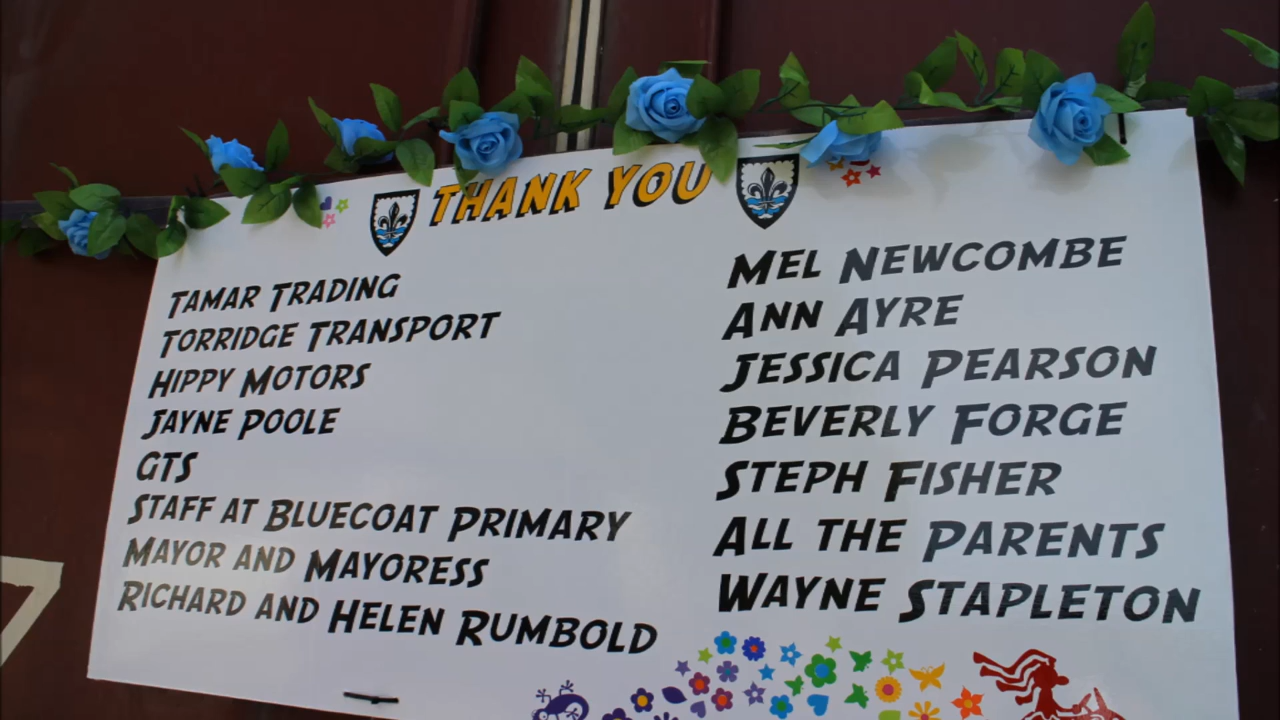 THANK YOU
TAMAR TRADING
TORRIDGE TRANSPORT
HIPPY MOTORS
JAYNE POOLE
GTS
STAFF AT BLUECOAT PRIMARY
MAYOR AND MAYORESS
RICHARD AND HELEN RUMBOLD
MEL NEWCOMBE
ANN AYRE
JESSICA PEARSON
BEVERLY FORGE
STEPH FISHER
ALL THE PARENTS
WAYNE STAPLETON